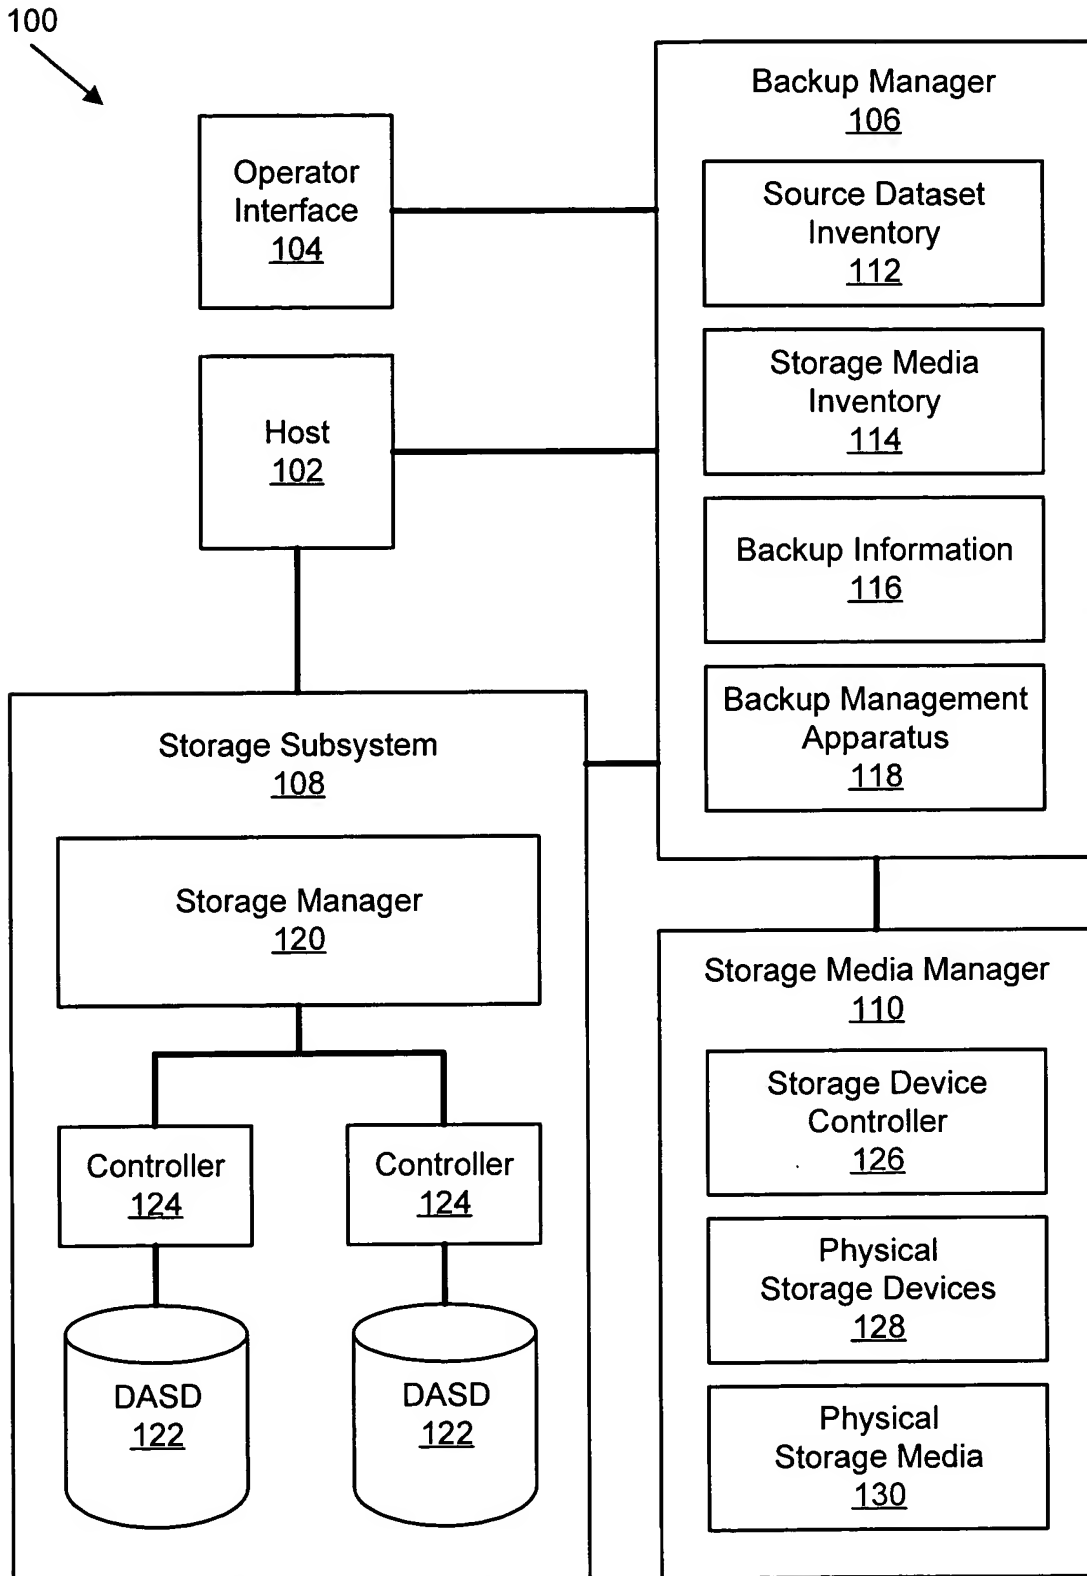 100
Operator
Interface
104
Host
102
Backup Manager
106
Source Dataset
Inventory
112
Storage Media
Inventory
114
Backup Information
116
Backup Management
Apparatus
118
Storage Subsystem
108
Storage Manager
120
Controller
124
Controller
124
DASD
122
DASD
122
Storage Media Manager
110
Storage Device
Controller
126
Physical
Storage Devices
128
Physical
Storage Media
130